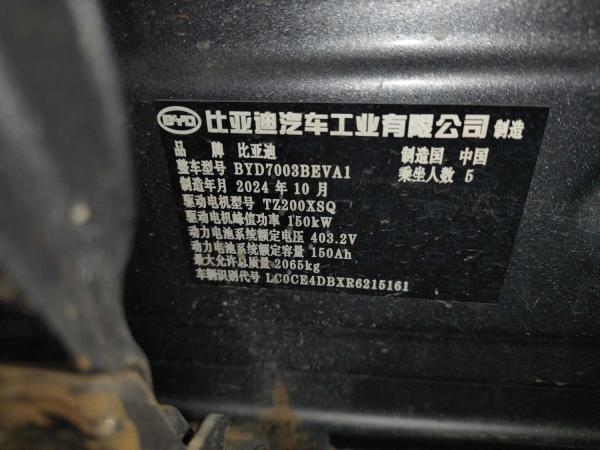 BYD 比亚迪汽车工业有限公司 制造
品 牌 比亚迪 制造国 中国
整车型号 BYD7003BEVA1 乘坐人数 5
制造年月 2024 年 10 月
驱动电机型号 TZ200XSQ
驱动电机峰值功率 150kW
动力电池系统额定电压 403.2V
动力电池系统额定容量 150Ah
最大允许总质量 2065kg
车辆识别代号 LC0CE4DBXR6215161